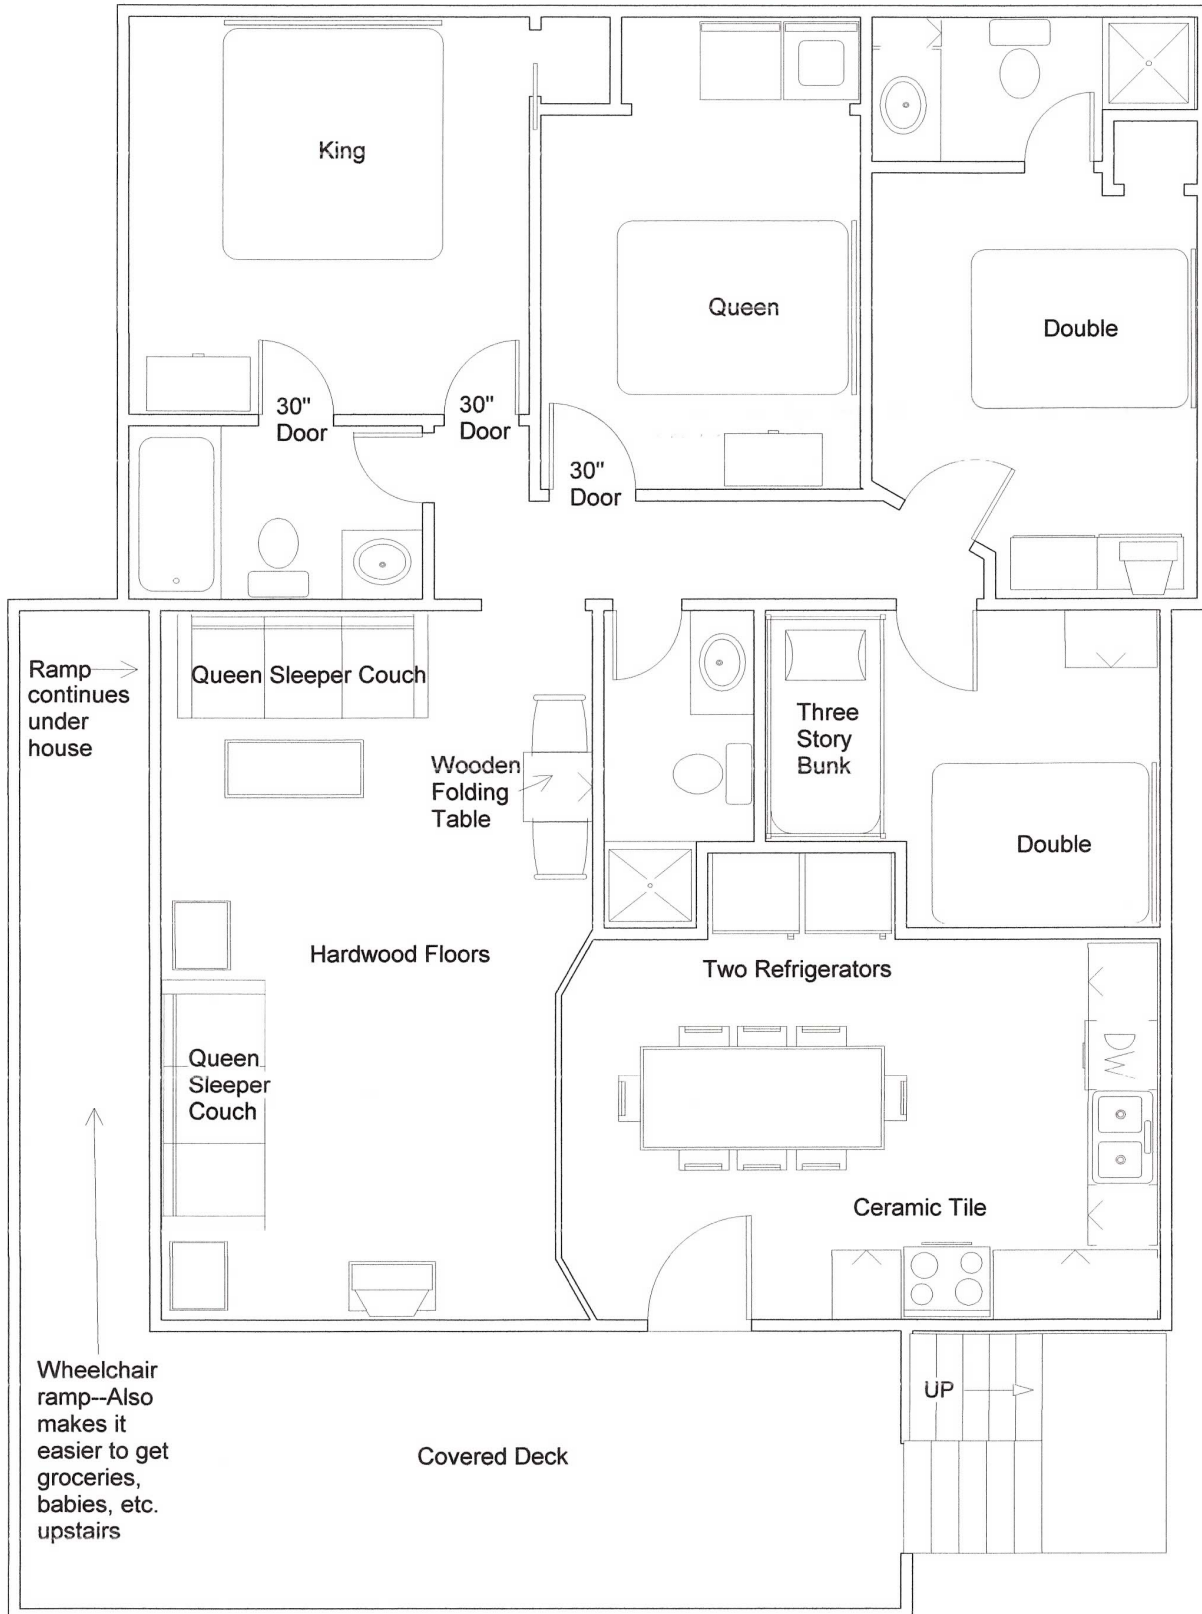 King
Queen
Double
30"
Door
30"
Door
30"
Door
Ramp
continues
under
house
Queen Sleeper Couch
Wooden
Folding
Table
Three
Story
Bunk
Double
Hardwood Floors
Two Refrigerators
Queen
Sleeper
Couch
DW
Ceramic Tile
Wheelchair
ramp--Also
makes it
easier to get
groceries,
babies, etc.
upstairs
UP
Covered Deck